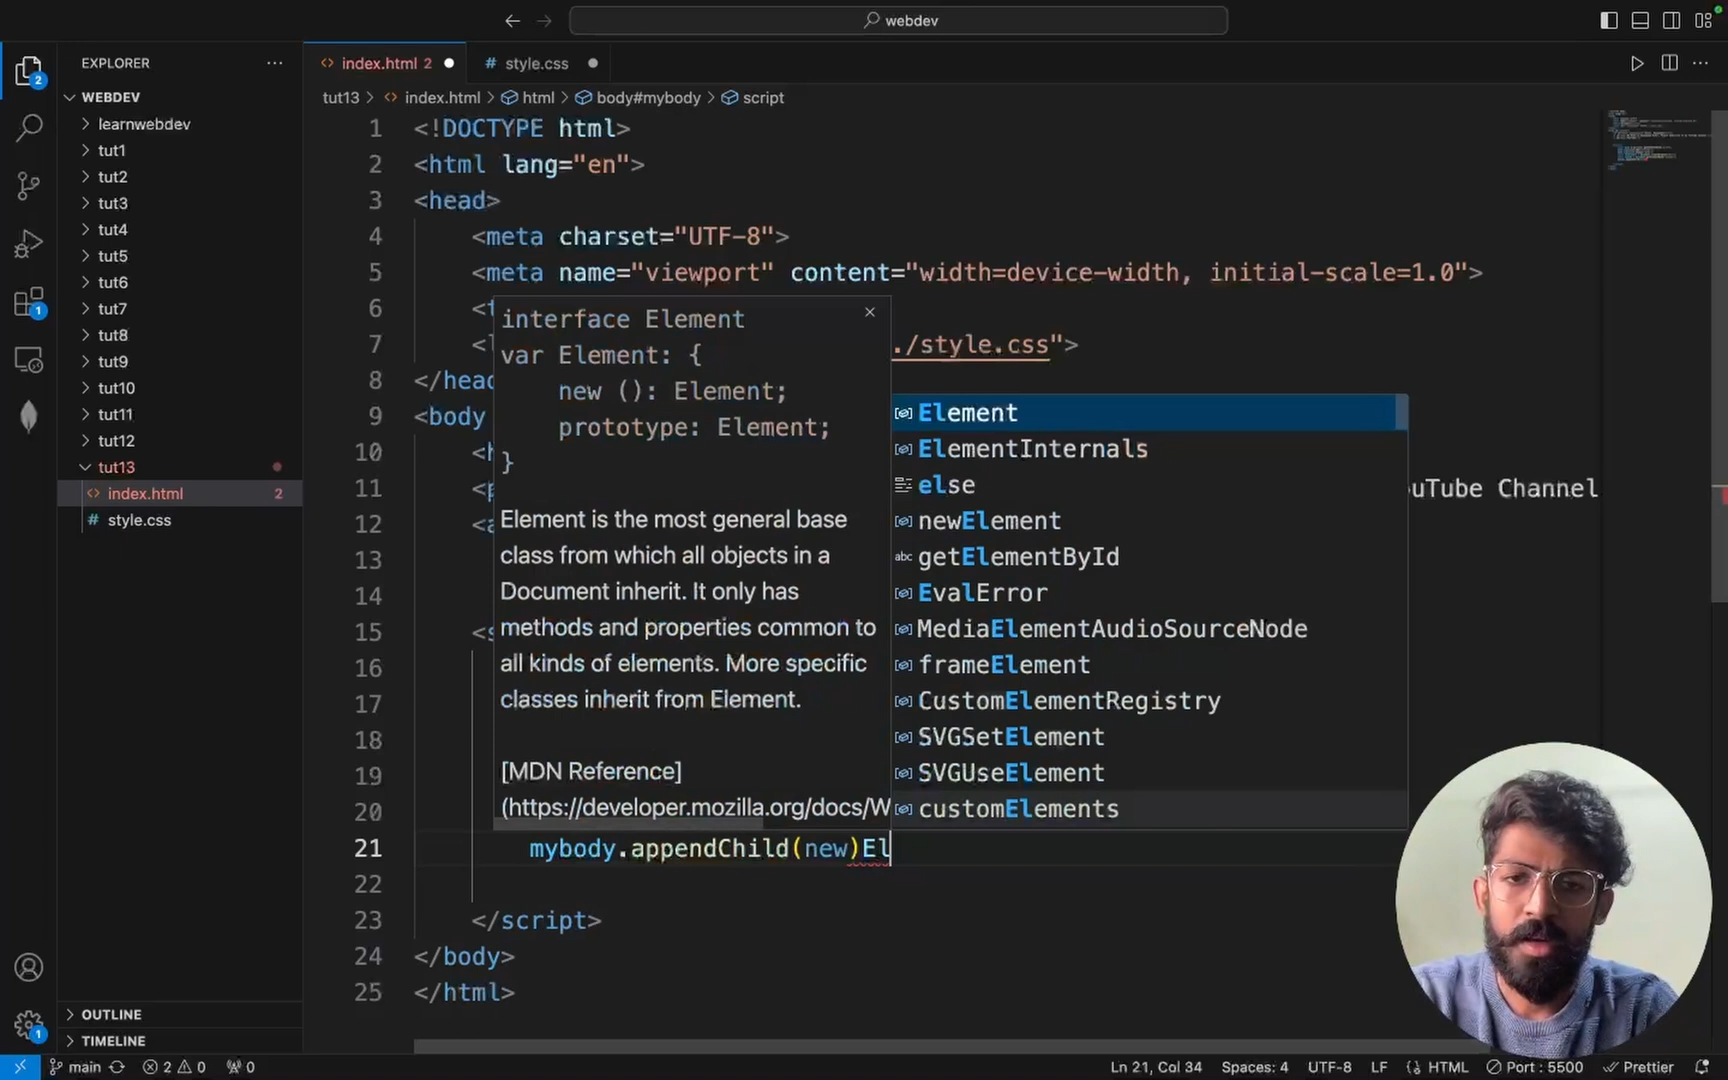 webdev
EXPLORER
WEBDEV
learnwebdev
tut1
tut2
tut3
tut4
tut5
tut6
tut7
tut8
tut9
tut10
tut11
tut12
tut13
index.html 2
style.css
OUTLINE
TIMELINE
index.html 2
style.css
tut13 > index.html > html > body#mybody > script
1 <!DOCTYPE html>
2 <html lang="en">
3 <head>
4 <meta charset="UTF-8">
5 <meta name="viewport" content="width=device-width, initial-scale=1.0">
6 <t
7 <l ./style.css">
8 </head
9 <body
10 <h
11 <p ouTube Channel
12 <a
13
14
15 <s
16
17
18
19
20
21 mybody.appendChild(new)El
22
23 </script>
24 </body>
25 </html>
interface Element
var Element: {
new (): Element;
prototype: Element;
}
Element is the most general base
class from which all objects in a
Document inherit. It only has
methods and properties common to
all kinds of elements. More specific
classes inherit from Element.
[MDN Reference]
(https://developer.mozilla.org/docs/W
Element
ElementInternals
else
newElement
abc getElementById
EvalError
MediaElementAudioSourceNode
frameElement
CustomElementRegistry
SVGSetElement
SVGUseElement
customElements
2
1
1
main 2 0 0 Ln 21, Col 34 Spaces: 4 UTF-8 LF HTML Port : 5500 Prettier